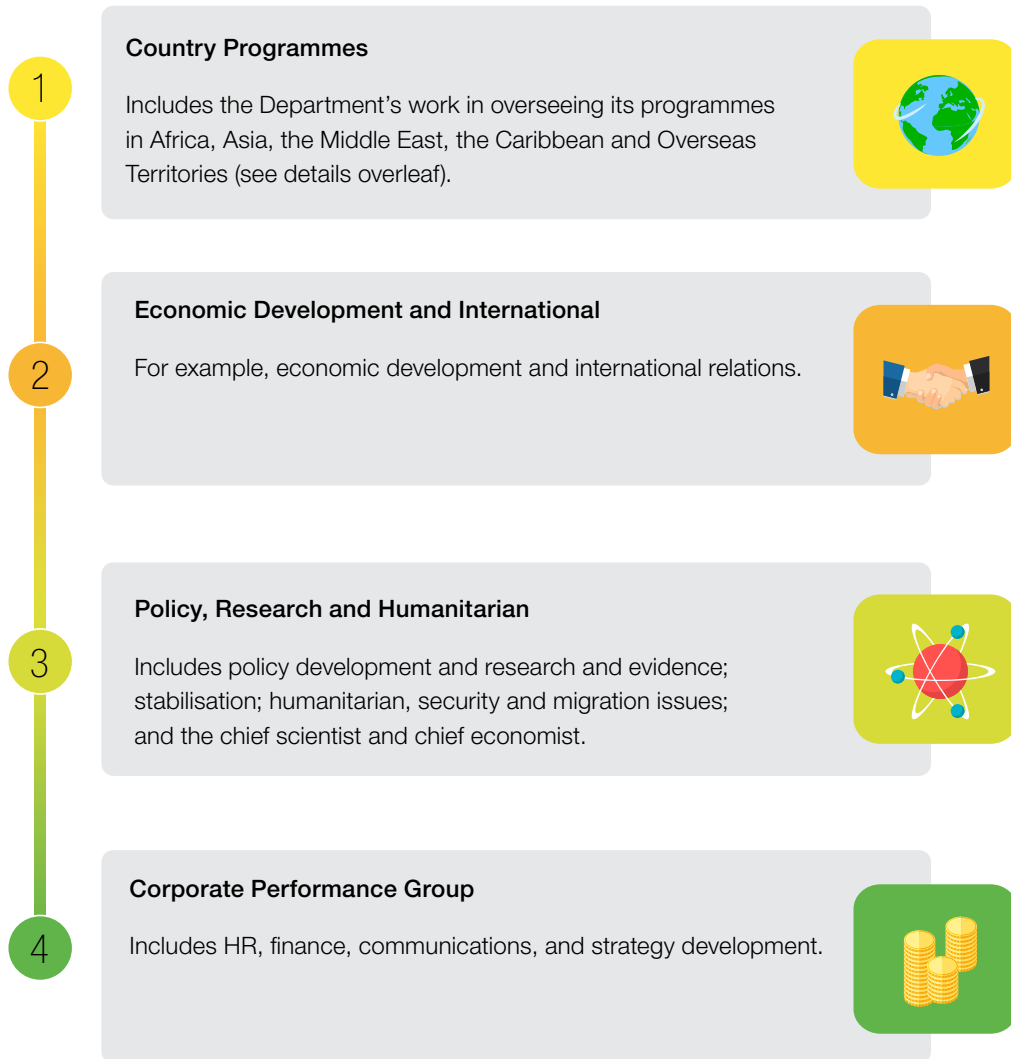 1
Country Programmes
Includes the Department’s work in overseeing its programmes
in Africa, Asia, the Middle East, the Caribbean and Overseas
Territories (see details overleaf).
2
Economic Development and International
For example, economic development and international relations.
3
Policy, Research and Humanitarian
Includes policy development and research and evidence;
stabilisation; humanitarian, security and migration issues;
and the chief scientist and chief economist.
4
Corporate Performance Group
Includes HR, finance, communications, and strategy development.